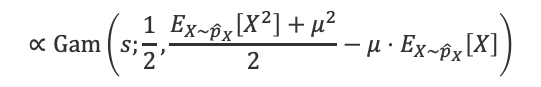 ∝ Gam ( s; 1/2, (E_{X∼p̂_X}[X²] + μ²)/2 − μ · E_{X∼p̂_X}[X] )